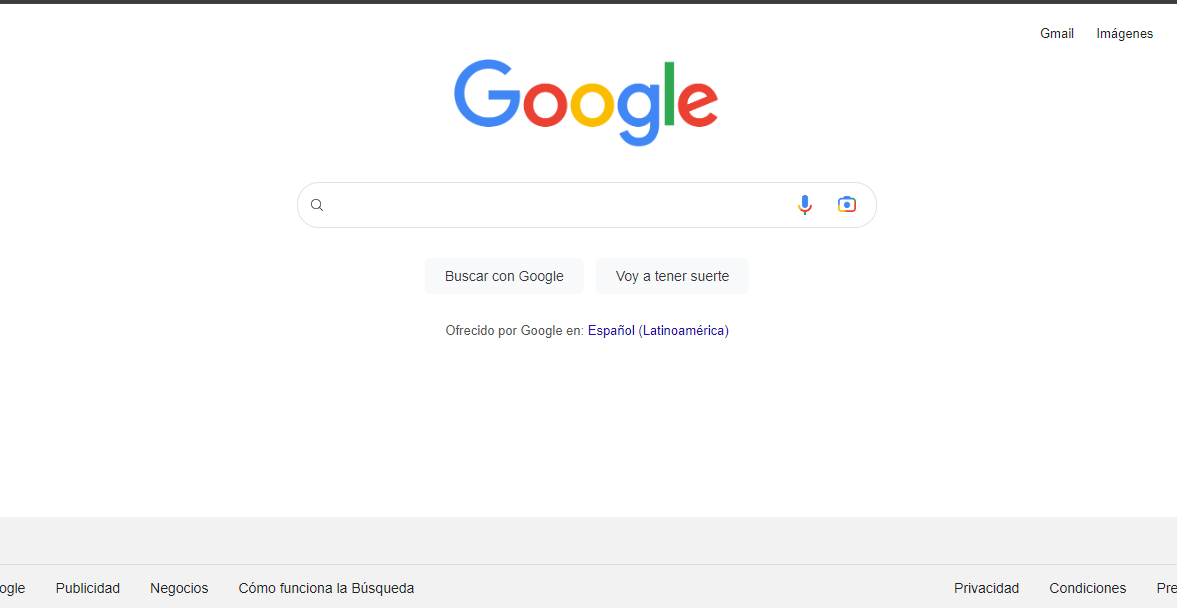 Gmail Imágenes
Google
Buscar con Google Voy a tener suerte
Ofrecido por Google en: Español (Latinoamérica)
ogle Publicidad Negocios Cómo funciona la Búsqueda Privacidad Condiciones Pre